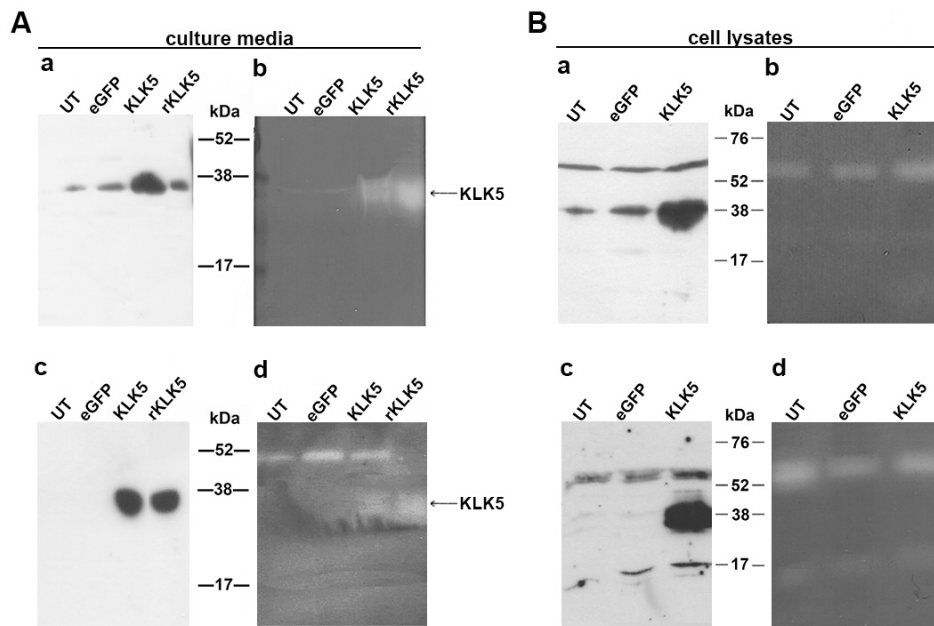 A
culture media
a
b
UT eGFP KLK5 rKLK5
kDa
UT eGFP KLK5 rKLK5
52
38
17
KLK5
c
d
UT eGFP KLK5 rKLK5
kDa
UT eGFP KLK5 rKLK5
52
38
17
KLK5
B
cell lysates
a
b
UT eGFP KLK5
kDa
UT eGFP KLK5
76
52
38
17
c
d
UT eGFP KLK5
kDa
UT eGFP KLK5
76
52
38
17